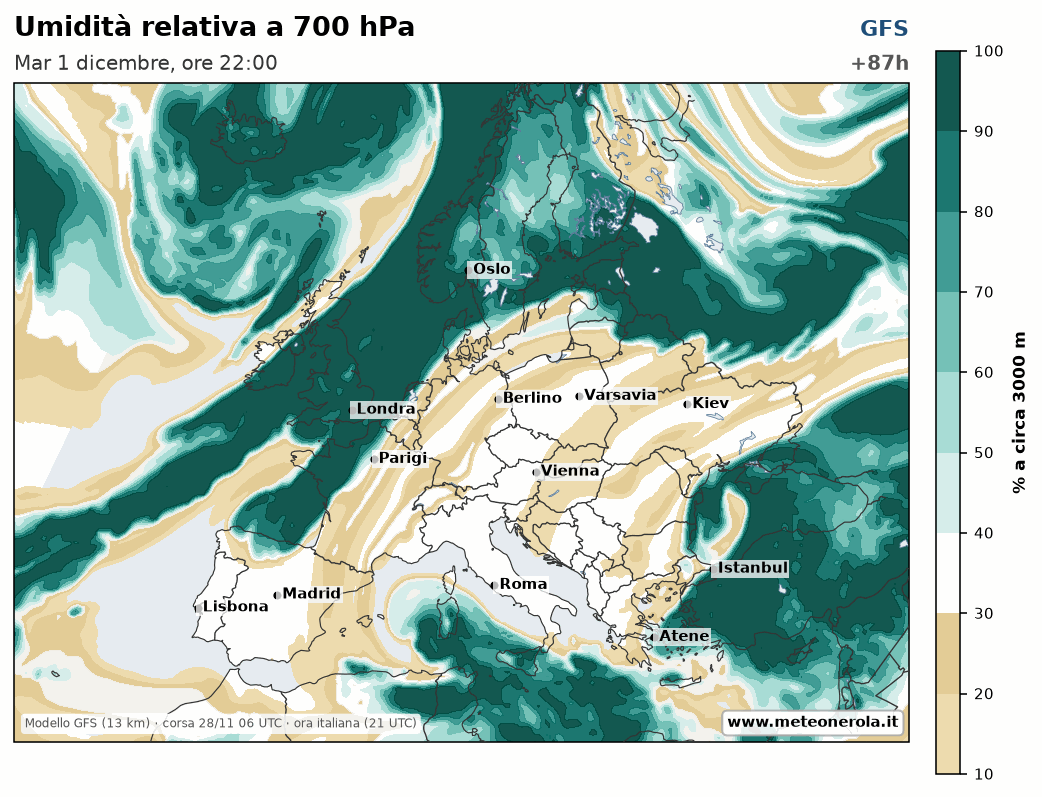 Umidità relativa a 700 hPa
GFS
Mar 1 dicembre, ore 22:00
+87h
Oslo
Londra
Berlino
Varsavia
Kiev
Parigi
Vienna
Istanbul
Roma
Madrid
Lisbona
Atene
Modello GFS (13 km) · corsa 28/11 06 UTC · ora italiana (21 UTC)
www.meteonerola.it
100
90
80
70
60
50
40
30
20
10
% a circa 3000 m